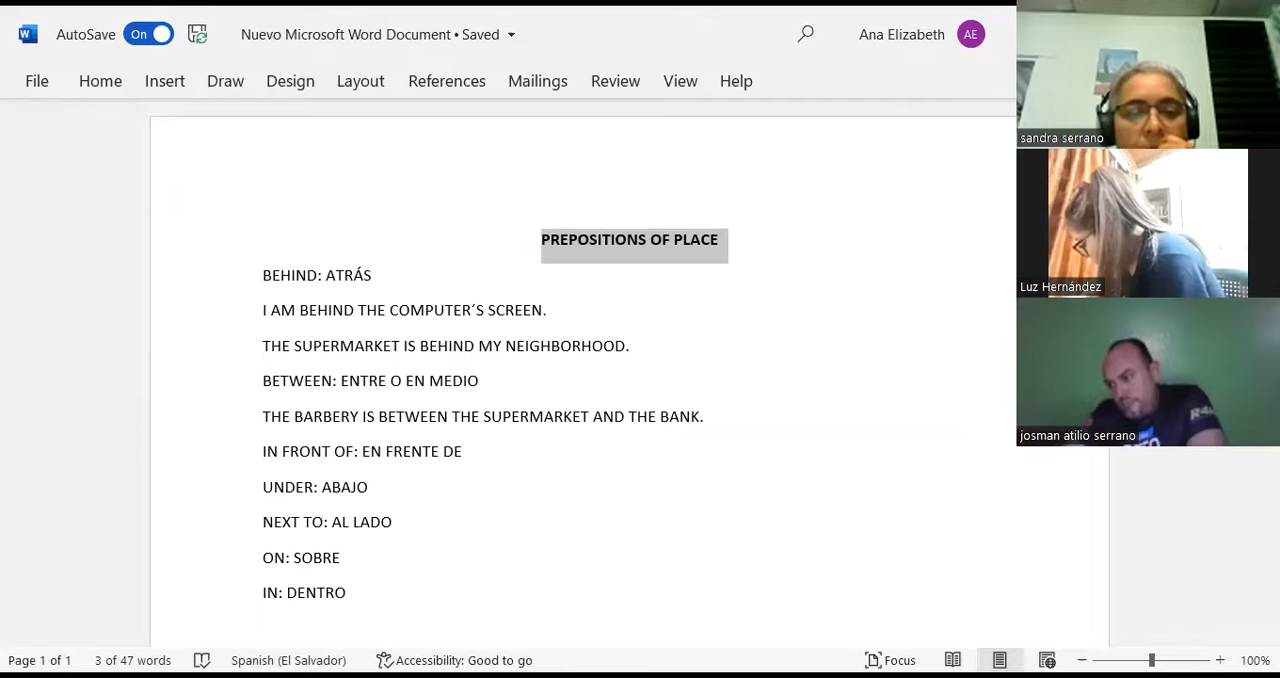 AutoSave On Nuevo Microsoft Word Document • Saved Ana Elizabeth AE
File Home Insert Draw Design Layout References Mailings Review View Help
sandra serrano
Luz Hernández
josman atilio serrano
PREPOSITIONS OF PLACE
BEHIND: ATRÁS
I AM BEHIND THE COMPUTER´S SCREEN.
THE SUPERMARKET IS BEHIND MY NEIGHBORHOOD.
BETWEEN: ENTRE O EN MEDIO
THE BARBERY IS BETWEEN THE SUPERMARKET AND THE BANK.
IN FRONT OF: EN FRENTE DE
UNDER: ABAJO
NEXT TO: AL LADO
ON: SOBRE
IN: DENTRO
Page 1 of 1 3 of 47 words Spanish (El Salvador) Accessibility: Good to go Focus 100%